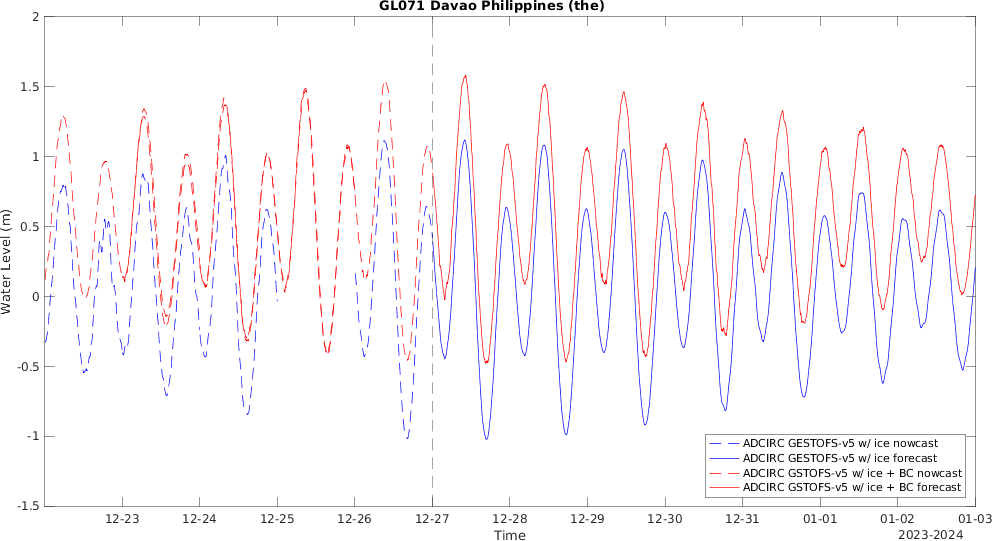 GL071 Davao Philippines (the)
2
1.5
1
0.5
0
-0.5
-1
-1.5
Water Level (m)
ADCIRC GESTOFS-v5 w/ ice nowcast
ADCIRC GESTOFS-v5 w/ ice forecast
ADCIRC GSTOFS-v5 w/ ice + BC nowcast
ADCIRC GSTOFS-v5 w/ ice + BC forecast
12-23 12-24 12-25 12-26 12-27 12-28 12-29 12-30 12-31 01-01 01-02 01-03
Time
2023-2024